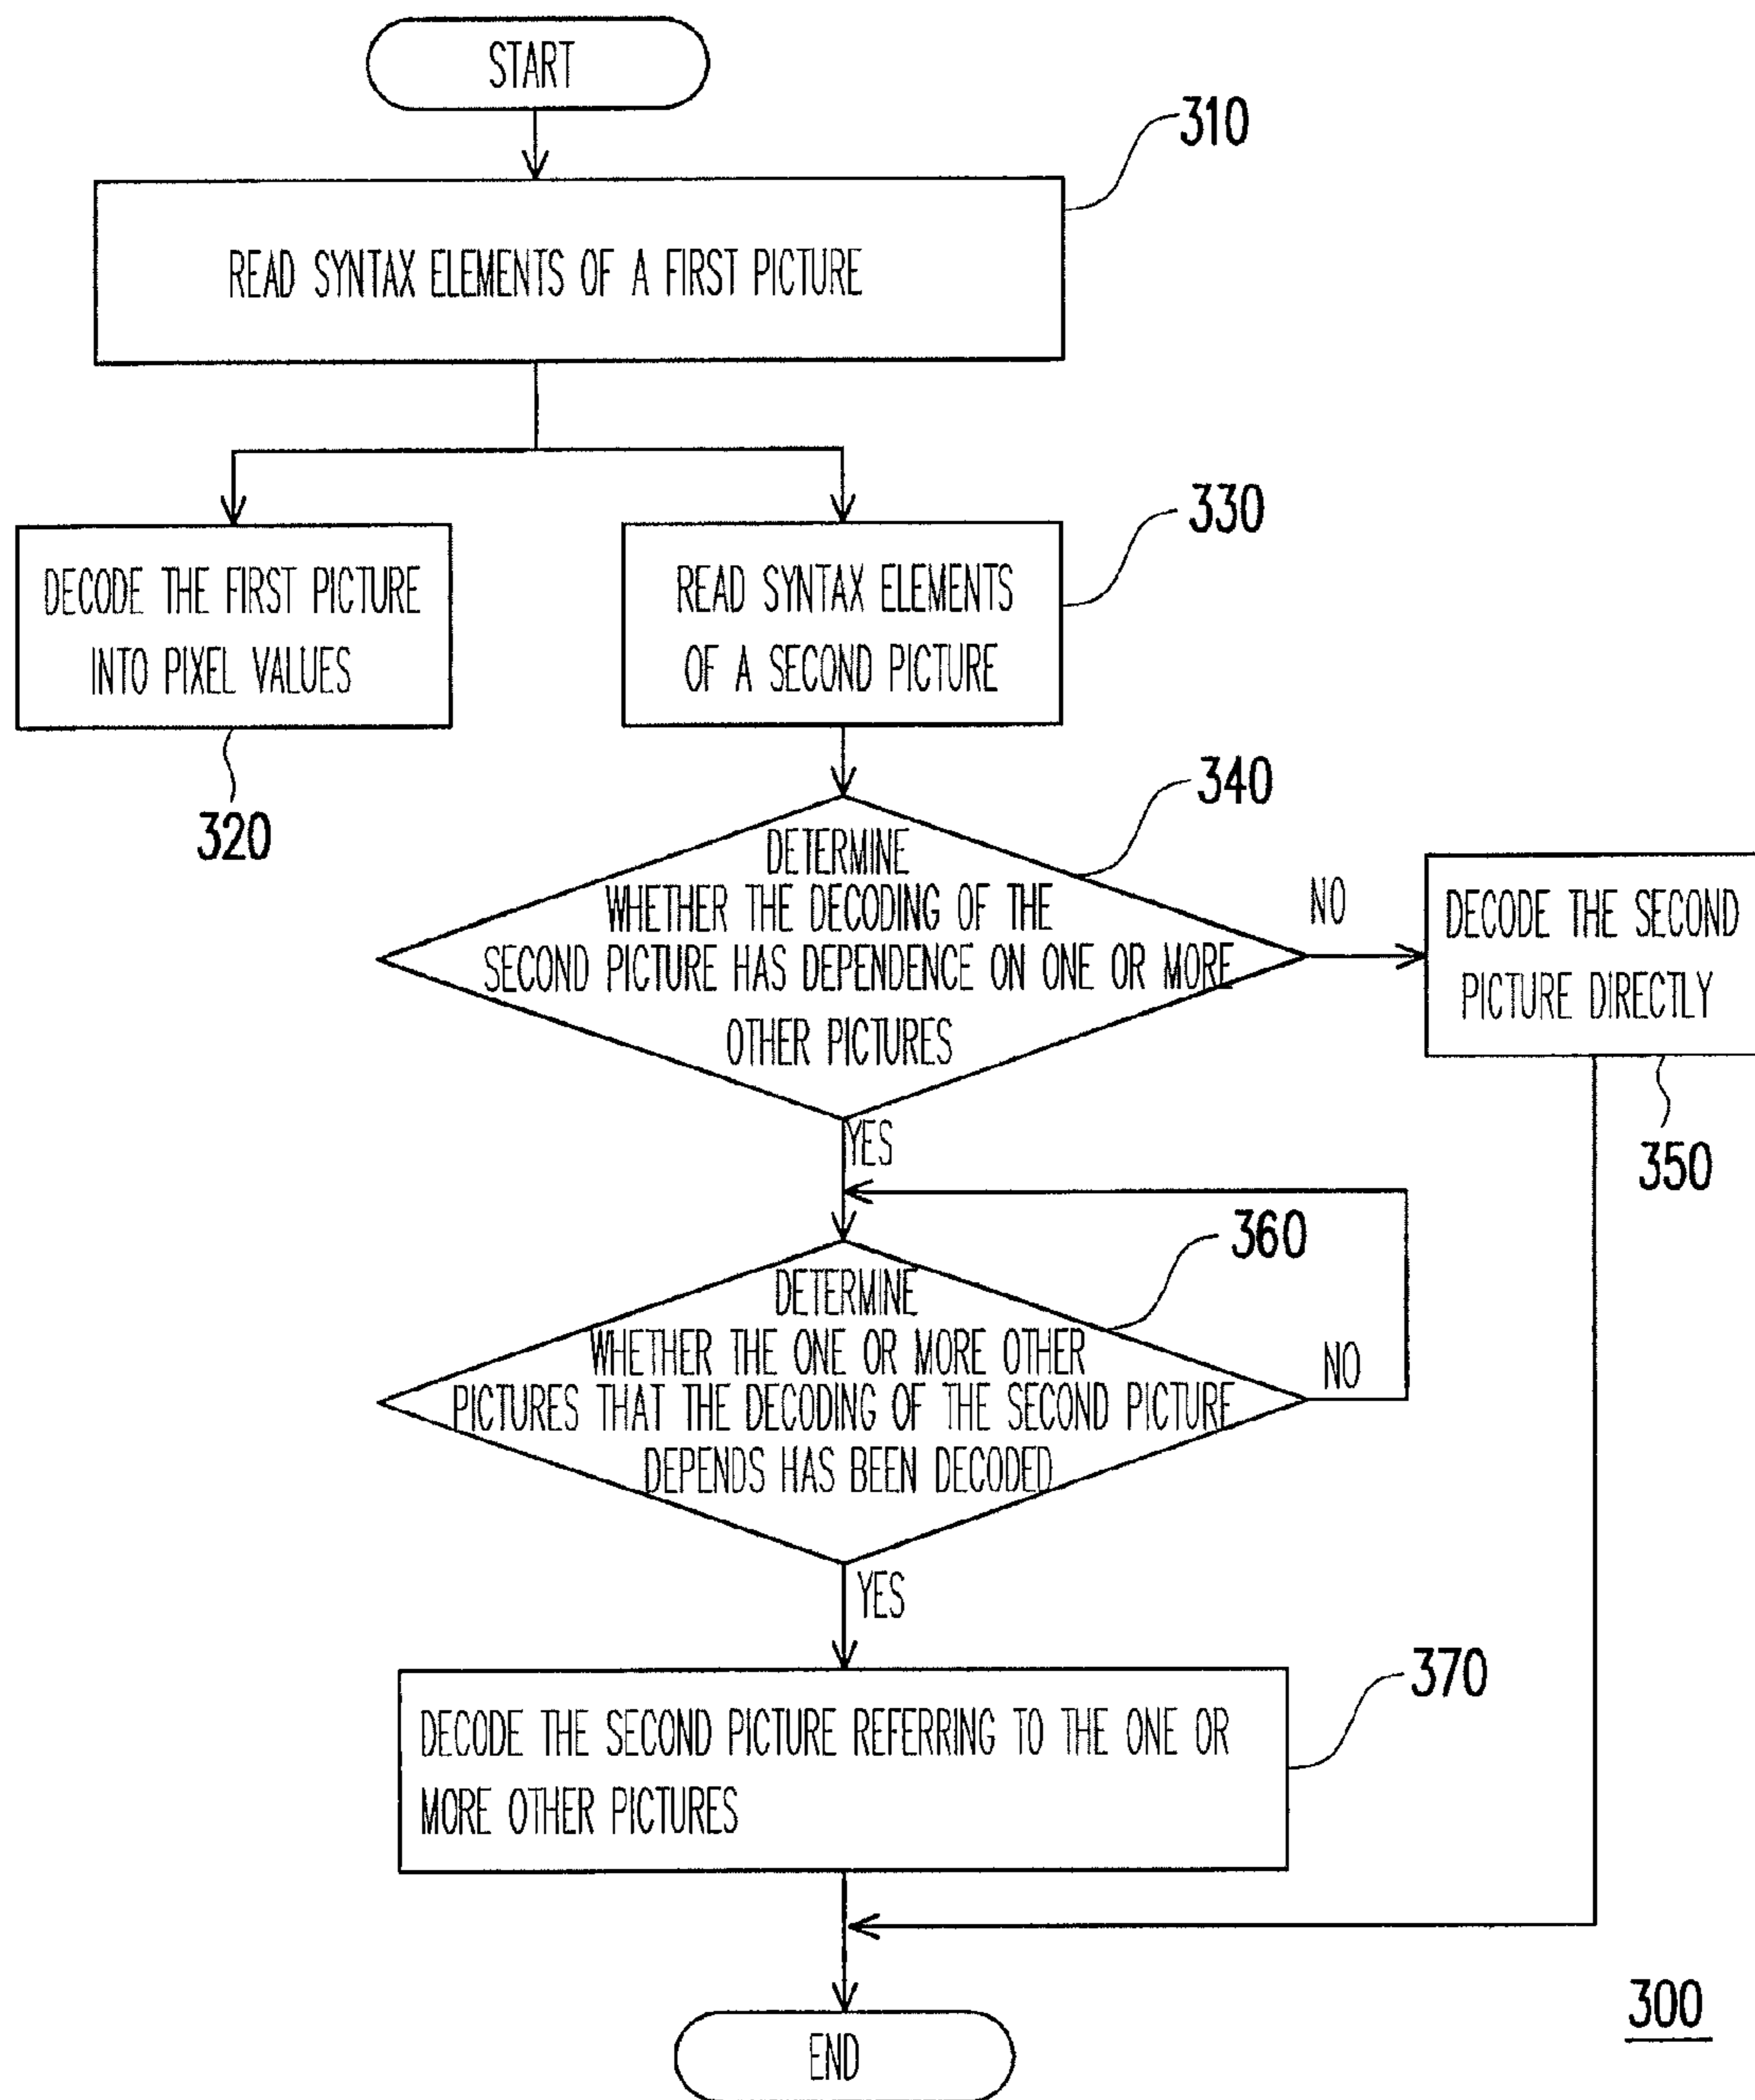 START
310
READ SYNTAX ELEMENTS OF A FIRST PICTURE
DECODE THE FIRST PICTURE
INTO PIXEL VALUES
320
330
READ SYNTAX ELEMENTS
OF A SECOND PICTURE
340
DETERMINE
WHETHER THE DECODING OF THE
SECOND PICTURE HAS DEPENDENCE ON ONE OR MORE
OTHER PICTURES
NO
DECODE THE SECOND
PICTURE DIRECTLY
350
YES
360
DETERMINE
WHETHER THE ONE OR MORE OTHER
PICTURES THAT THE DECODING OF THE SECOND PICTURE
DEPENDS HAS BEEN DECODED
NO
YES
370
DECODE THE SECOND PICTURE REFERRING TO THE ONE OR
MORE OTHER PICTURES
END
300